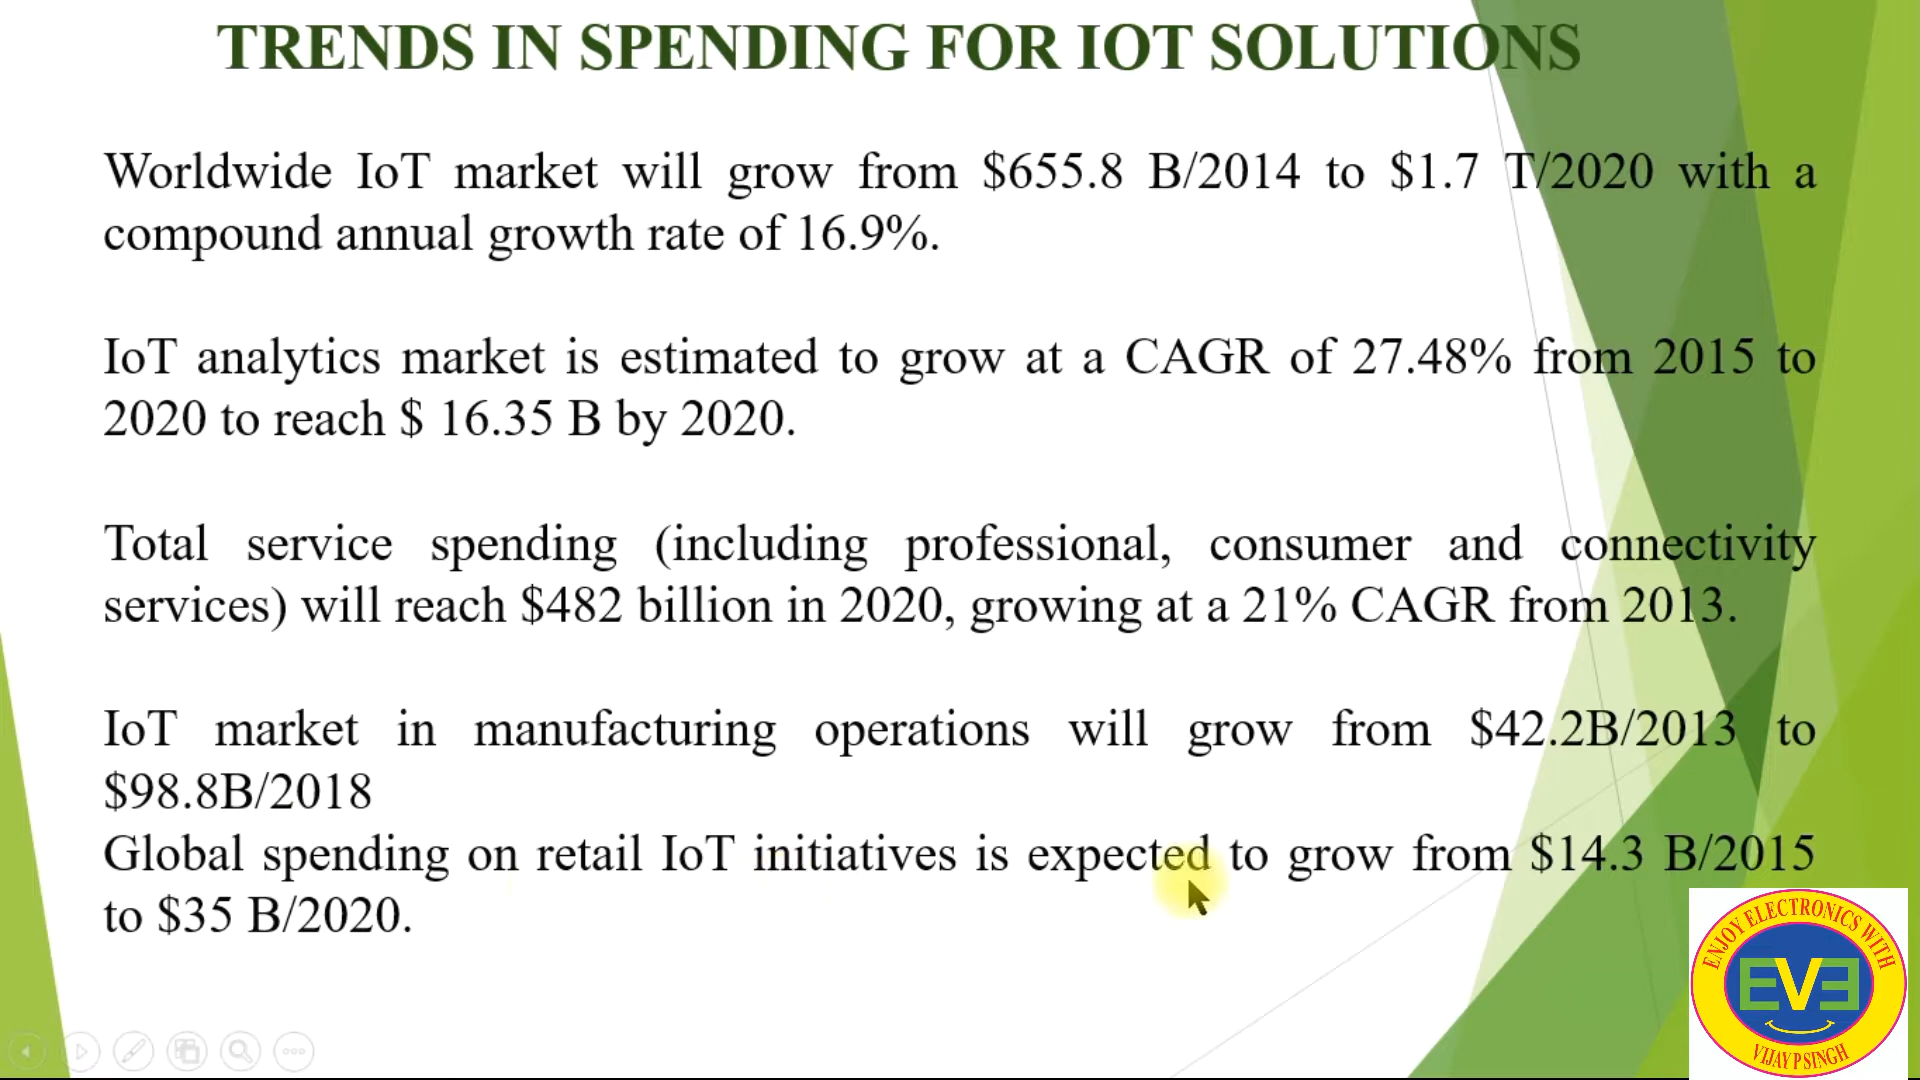 TRENDS IN SPENDING FOR IOT SOLUTIONS
Worldwide IoT market will grow from $655.8 B/2014 to $1.7 T/2020 with a
compound annual growth rate of 16.9%.
IoT analytics market is estimated to grow at a CAGR of 27.48% from 2015 to
2020 to reach $ 16.35 B by 2020.
Total service spending (including professional, consumer and connectivity
services) will reach $482 billion in 2020, growing at a 21% CAGR from 2013.
IoT market in manufacturing operations will grow from $42.2B/2013 to
$98.8B/2018
Global spending on retail IoT initiatives is expected to grow from $14.3 B/2015
to $35 B/2020.
ENJOY ELECTRONICS WITH
EVE
VIJAY P SINGH